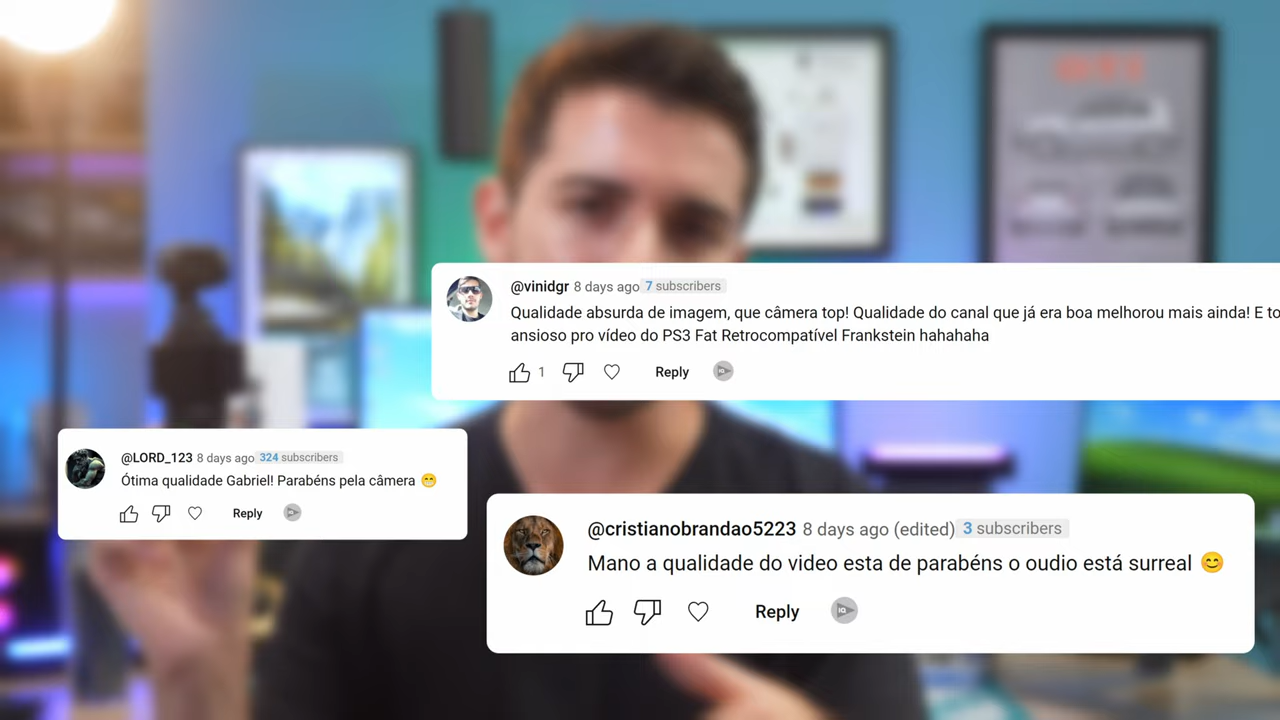 @vinidgr 8 days ago 7 subscribers
Qualidade absurda de imagem, que câmera top! Qualidade do canal que já era boa melhorou mais ainda! E to
ansioso pro vídeo do PS3 Fat Retrocompatível Frankstein hahahaha
1 Reply
@LORD_123 8 days ago 324 subscribers
Ótima qualidade Gabriel! Parabéns pela câmera 😁
Reply
@cristianobrandao5223 8 days ago (edited) 3 subscribers
Mano a qualidade do video esta de parabéns o oudio está surreal 😊
Reply